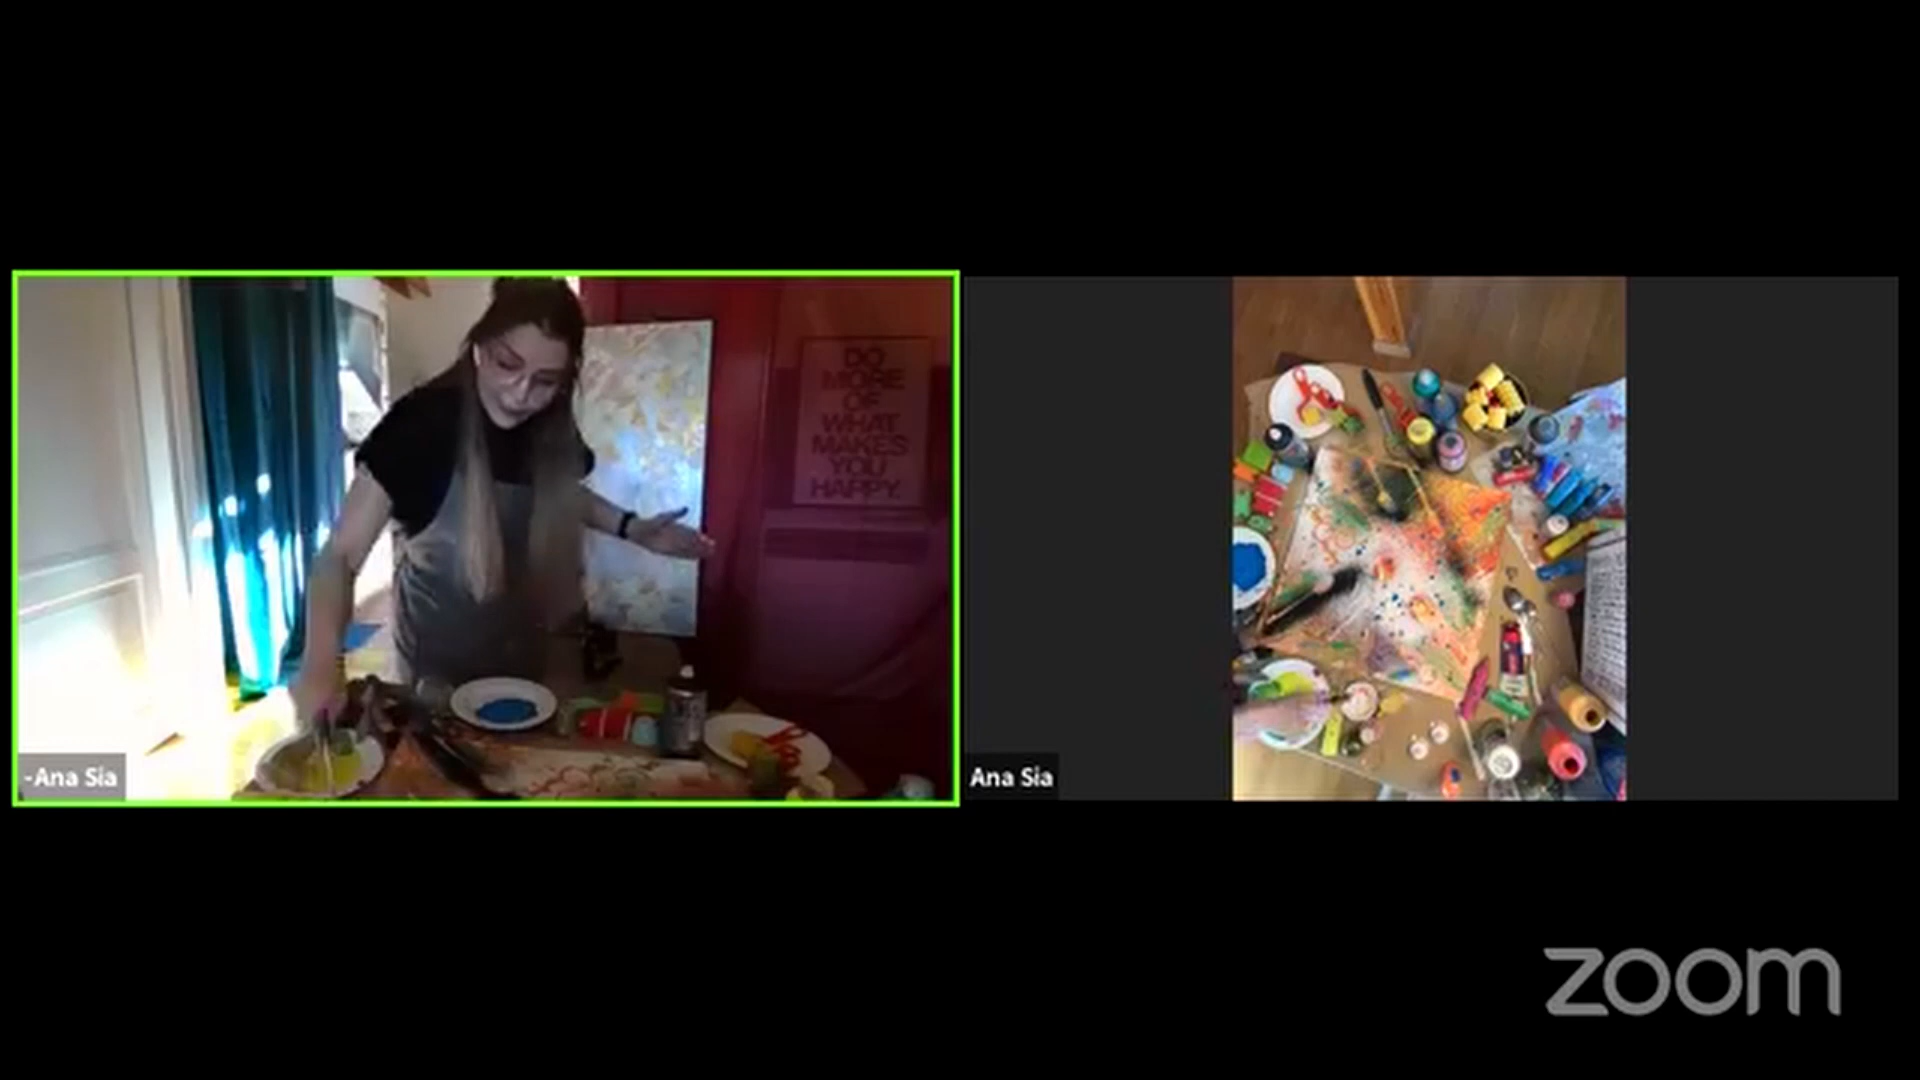 DO
MORE
OF
WHAT
MAKES
YOU
HAPPY.
-Ana Sia
Ana Sia
zoom